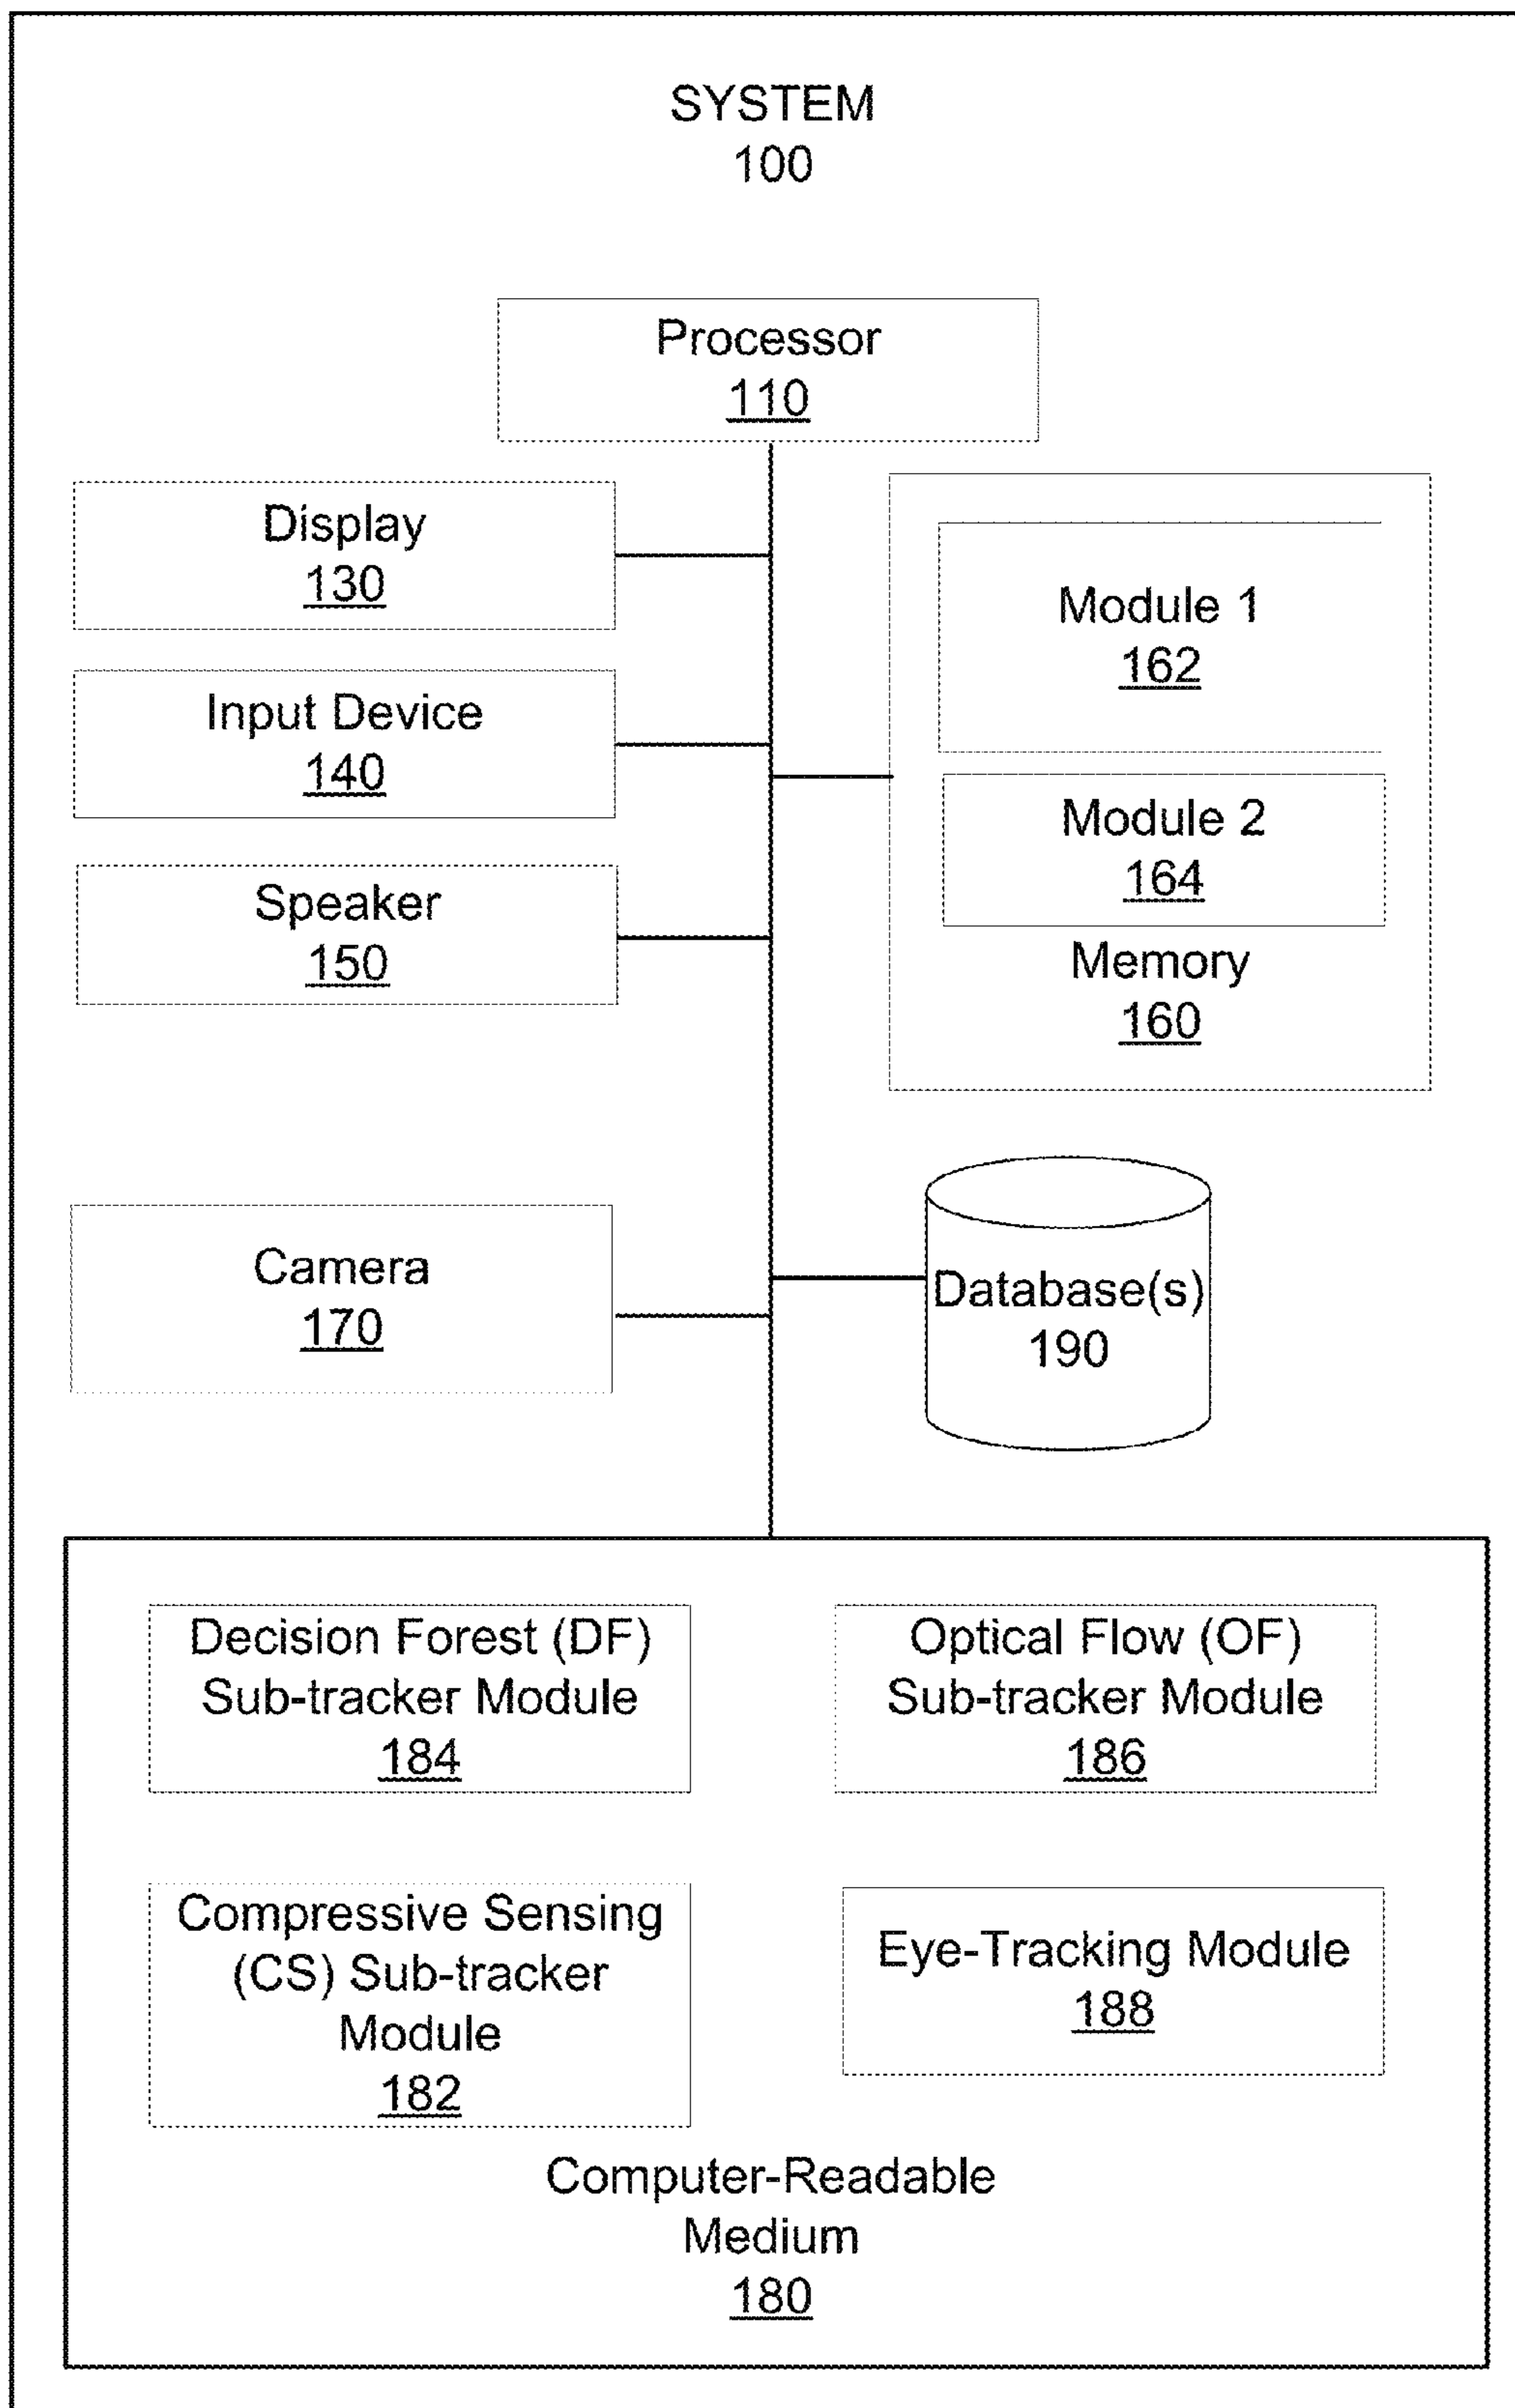 SYSTEM
100
Processor
110
Display
130
Input Device
140
Speaker
150
Module 1
162
Module 2
164
Memory
160
Camera
170
Database(s)
190
Decision Forest (DF)
Sub-tracker Module
184
Optical Flow (OF)
Sub-tracker Module
186
Compressive Sensing
(CS) Sub-tracker
Module
182
Eye-Tracking Module
188
Computer-Readable
Medium
180